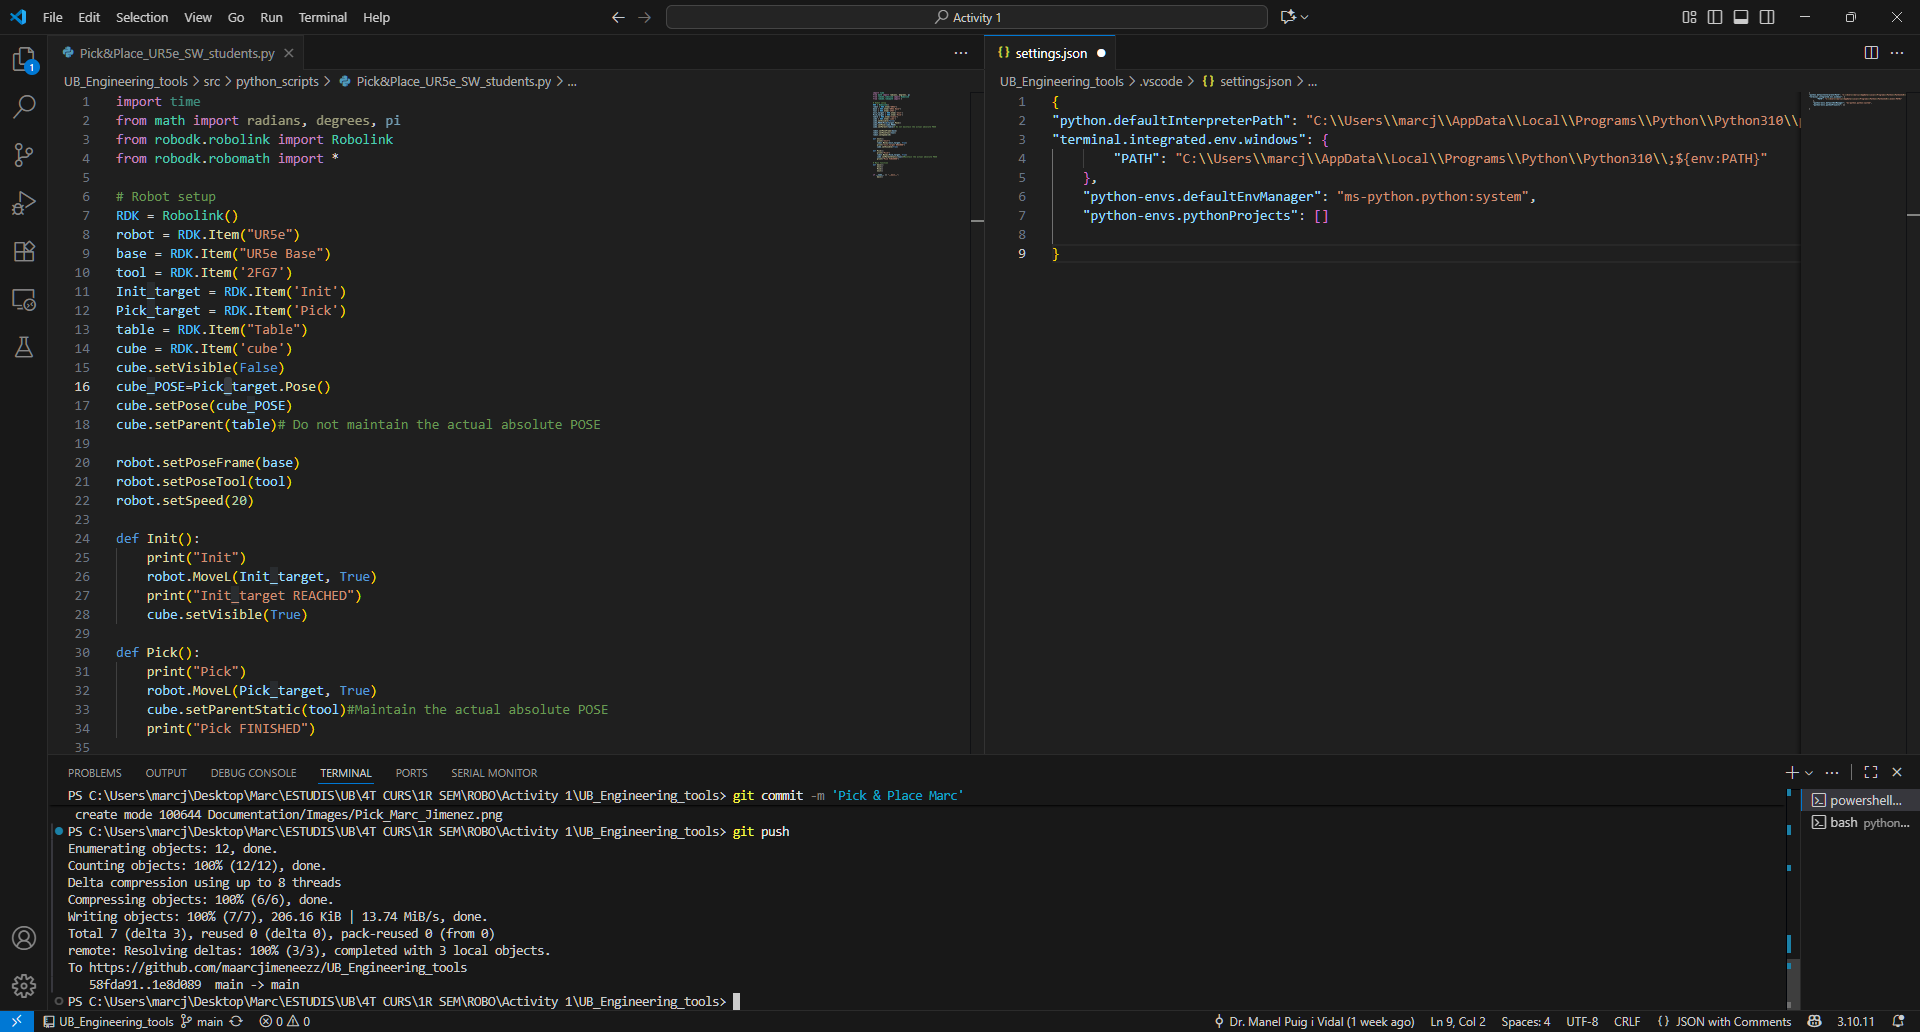 File Edit Selection View Go Run Terminal Help
Activity 1
Pick&Place_UR5e_SW_students.py
UB_Engineering_tools > src > python_scripts > Pick&Place_UR5e_SW_students.py > ...
1 import time
2 from math import radians, degrees, pi
3 from robodk.robolink import Robolink
4 from robodk.robomath import *
5
6 # Robot setup
7 RDK = Robolink()
8 robot = RDK.Item("UR5e")
9 base = RDK.Item("UR5e Base")
10 tool = RDK.Item('2FG7')
11 Init_target = RDK.Item('Init')
12 Pick_target = RDK.Item('Pick')
13 table = RDK.Item("Table")
14 cube = RDK.Item('cube')
15 cube.setVisible(False)
16 cube_POSE=Pick_target.Pose()
17 cube.setPose(cube_POSE)
18 cube.setParent(table)# Do not maintain the actual absolute POSE
19
20 robot.setPoseFrame(base)
21 robot.setPoseTool(tool)
22 robot.setSpeed(20)
23
24 def Init():
25     print("Init")
26     robot.MoveL(Init_target, True)
27     print("Init_target REACHED")
28     cube.setVisible(True)
29
30 def Pick():
31     print("Pick")
32     robot.MoveL(Pick_target, True)
33     cube.setParentStatic(tool)#Maintain the actual absolute POSE
34     print("Pick FINISHED")
35
{} settings.json
UB_Engineering_tools > .vscode > {} settings.json > ...
1 {
2 "python.defaultInterpreterPath": "C:\\Users\\marcj\\AppData\\Local\\Programs\\Python\\Python310\\
3 "terminal.integrated.env.windows": {
4         "PATH": "C:\\Users\\marcj\\AppData\\Local\\Programs\\Python\\Python310\\;${env:PATH}"
5     },
6     "python-envs.defaultEnvManager": "ms-python.python:system",
7     "python-envs.pythonProjects": []
8
9 }
PROBLEMS OUTPUT DEBUG CONSOLE TERMINAL PORTS SERIAL MONITOR
PS C:\Users\marcj\Desktop\Marc\ESTUDIS\UB\4T CURS\1R SEM\ROBO\Activity 1\UB_Engineering_tools> git commit -m 'Pick & Place Marc'
create mode 100644 Documentation/Images/Pick_Marc_Jimenez.png
PS C:\Users\marcj\Desktop\Marc\ESTUDIS\UB\4T CURS\1R SEM\ROBO\Activity 1\UB_Engineering_tools> git push
Enumerating objects: 12, done.
Counting objects: 100% (12/12), done.
Delta compression using up to 8 threads
Compressing objects: 100% (6/6), done.
Writing objects: 100% (7/7), 206.16 KiB | 13.74 MiB/s, done.
Total 7 (delta 3), reused 0 (delta 0), pack-reused 0 (from 0)
remote: Resolving deltas: 100% (3/3), completed with 3 local objects.
To https://github.com/maarcjimeneezz/UB_Engineering_tools
58fda91..1e8d089  main -> main
PS C:\Users\marcj\Desktop\Marc\ESTUDIS\UB\4T CURS\1R SEM\ROBO\Activity 1\UB_Engineering_tools>
powershell...
bash python...
1
UB_Engineering_tools main 0 0 Dr. Manel Puig i Vidal (1 week ago) Ln 9, Col 2 Spaces: 4 UTF-8 CRLF {} JSON with Comments 3.10.11